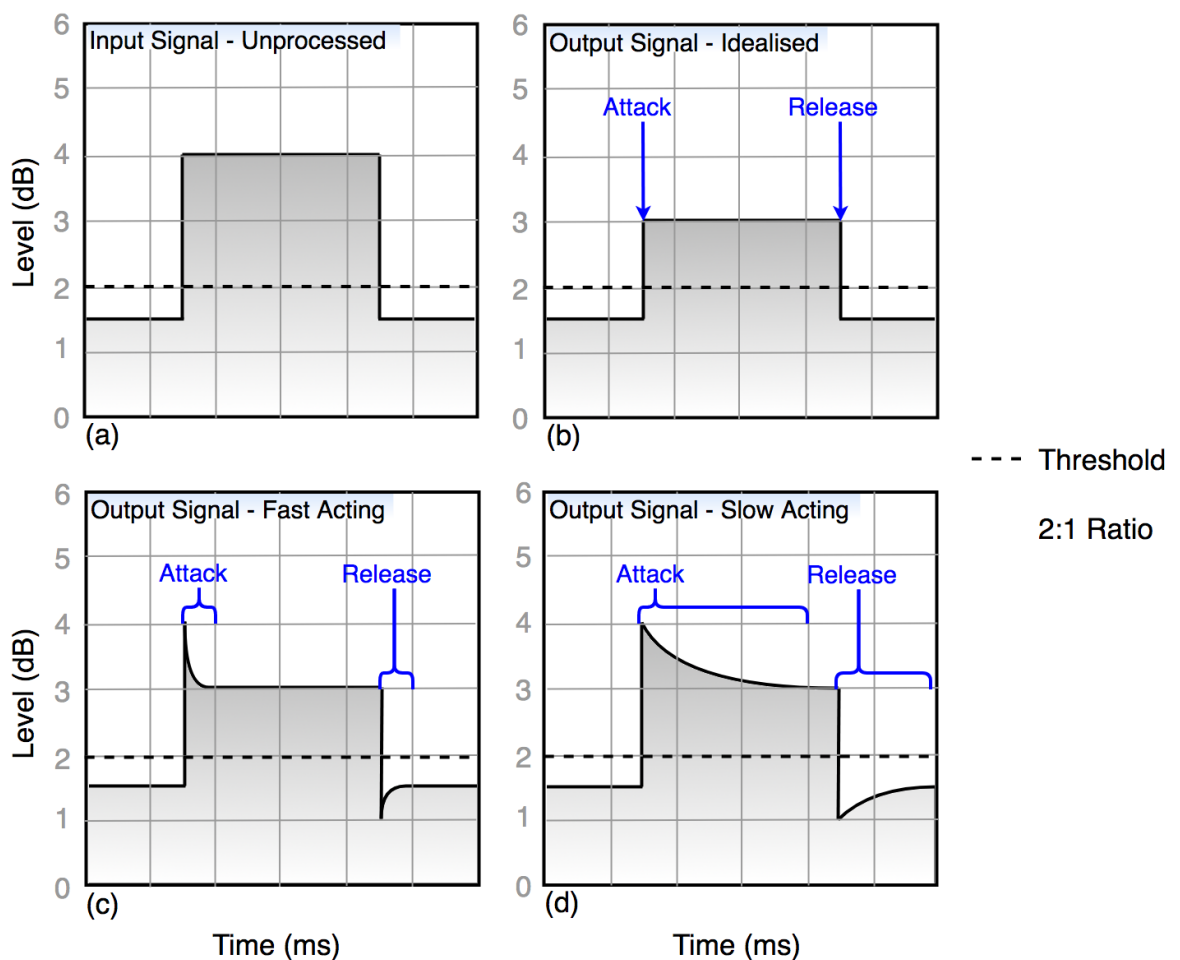 6
Input Signal - Unprocessed
5
4
3
2
1
0
Level (dB)
(a)
6
Output Signal - Idealised
5
Attack
Release
4
3
2
1
0
(b)
Threshold
2:1 Ratio
6
Output Signal - Fast Acting
5
Attack
Release
4
3
2
1
0
Level (dB)
(c)
Time (ms)
6
Output Signal - Slow Acting
5
Attack
Release
4
3
2
1
0
(d)
Time (ms)